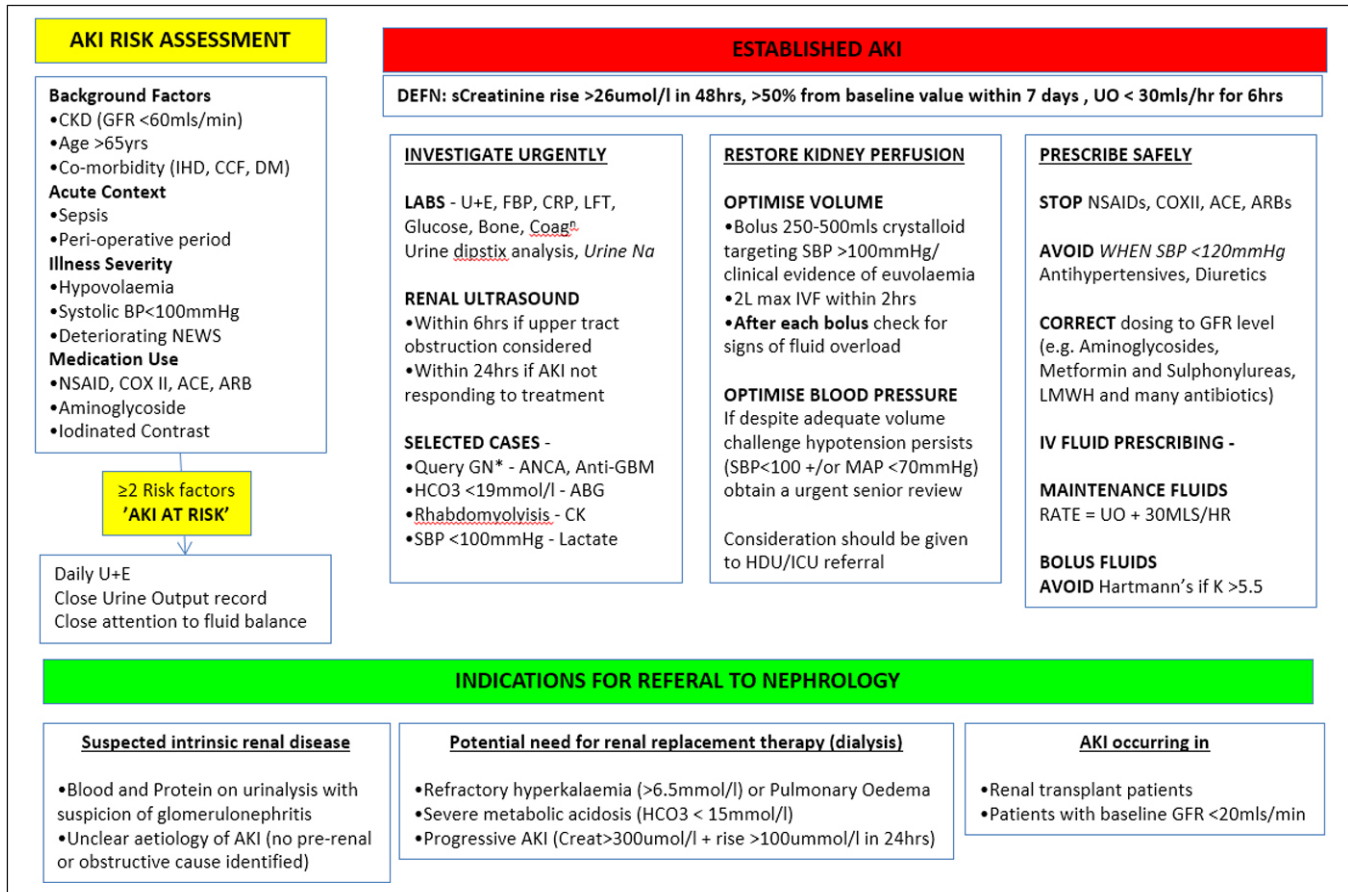 AKI RISK ASSESSMENT
Background Factors
•CKD (GFR <60mls/min)
•Age >65yrs
•Co-morbidity (IHD, CCF, DM)
Acute Context
•Sepsis
•Peri-operative period
Illness Severity
•Hypovolaemia
•Systolic BP<100mmHg
•Deteriorating NEWS
Medication Use
•NSAID, COX II, ACE, ARB
•Aminoglycoside
•Iodinated Contrast
≥2 Risk factors
'AKI AT RISK'
Daily U+E
Close Urine Output record
Close attention to fluid balance
ESTABLISHED AKI
DEFN: sCreatinine rise >26umol/l in 48hrs, >50% from baseline value within 7 days , UO < 30mls/hr for 6hrs
INVESTIGATE URGENTLY
LABS - U+E, FBP, CRP, LFT,
Glucose, Bone, Coagⁿ
Urine dipstix analysis, Urine Na
RENAL ULTRASOUND
•Within 6hrs if upper tract
obstruction considered
•Within 24hrs if AKI not
responding to treatment
SELECTED CASES -
•Query GN* - ANCA, Anti-GBM
•HCO3 <19mmol/l - ABG
•Rhabdomyolyisis - CK
•SBP <100mmHg - Lactate
RESTORE KIDNEY PERFUSION
OPTIMISE VOLUME
•Bolus 250-500mls crystalloid
targeting SBP >100mmHg/
clinical evidence of euvolaemia
•2L max IVF within 2hrs
•After each bolus check for
signs of fluid overload
OPTIMISE BLOOD PRESSURE
If despite adequate volume
challenge hypotension persists
(SBP<100 +/or MAP <70mmHg)
obtain a urgent senior review
Consideration should be given
to HDU/ICU referral
PRESCRIBE SAFELY
STOP NSAIDs, COXII, ACE, ARBs
AVOID WHEN SBP <120mmHg
Antihypertensives, Diuretics
CORRECT dosing to GFR level
(e.g. Aminoglycosides,
Metformin and Sulphonylureas,
LMWH and many antibiotics)
IV FLUID PRESCRIBING -
MAINTENANCE FLUIDS
RATE = UO + 30MLS/HR
BOLUS FLUIDS
AVOID Hartmann's if K >5.5
INDICATIONS FOR REFERAL TO NEPHROLOGY
Suspected intrinsic renal disease
•Blood and Protein on urinalysis with
suspicion of glomerulonephritis
•Unclear aetiology of AKI (no pre-renal
or obstructive cause identified)
Potential need for renal replacement therapy (dialysis)
•Refractory hyperkalaemia (>6.5mmol/l) or Pulmonary Oedema
•Severe metabolic acidosis (HCO3 < 15mmol/l)
•Progressive AKI (Creat>300umol/l + rise >100ummol/l in 24hrs)
AKI occurring in
•Renal transplant patients
•Patients with baseline GFR <20mls/min